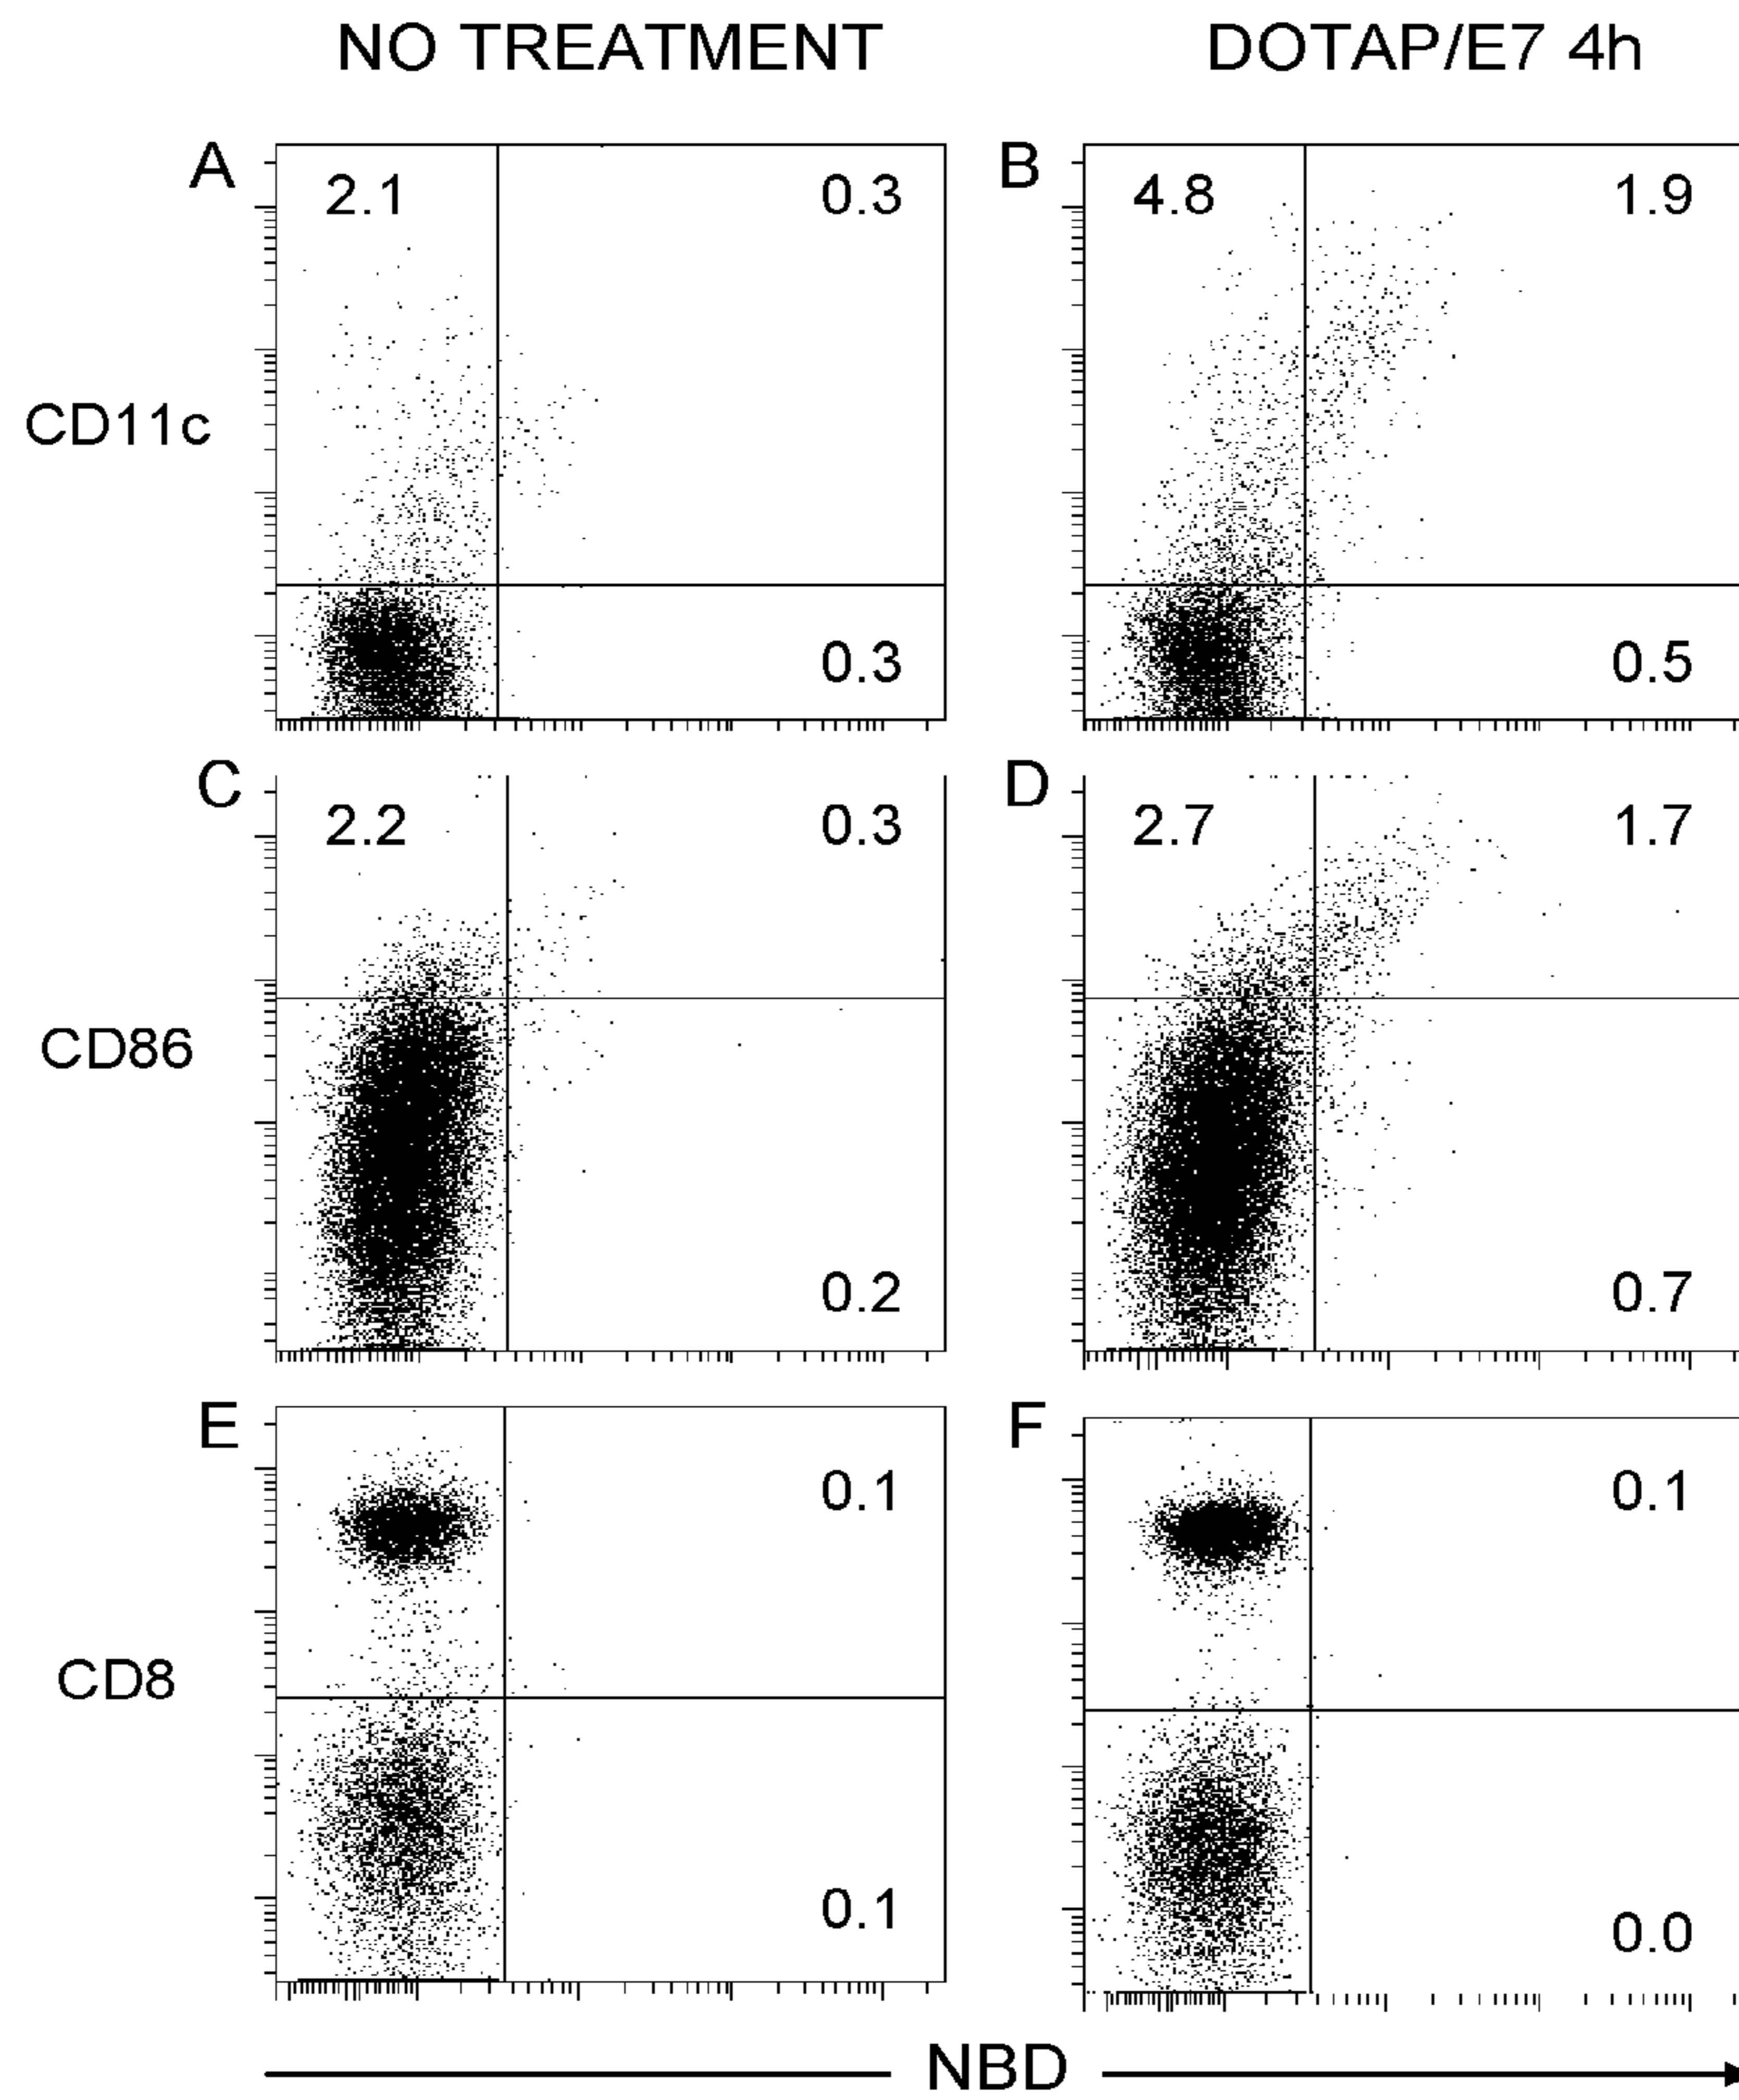 NO TREATMENT DOTAP/E7 4h
A B
2.1 0.3 4.8 1.9
CD11c
0.3 0.5
C D
2.2 0.3 2.7 1.7
CD86
0.2 0.7
E F
0.1 0.1
CD8
0.1 0.0
NBD